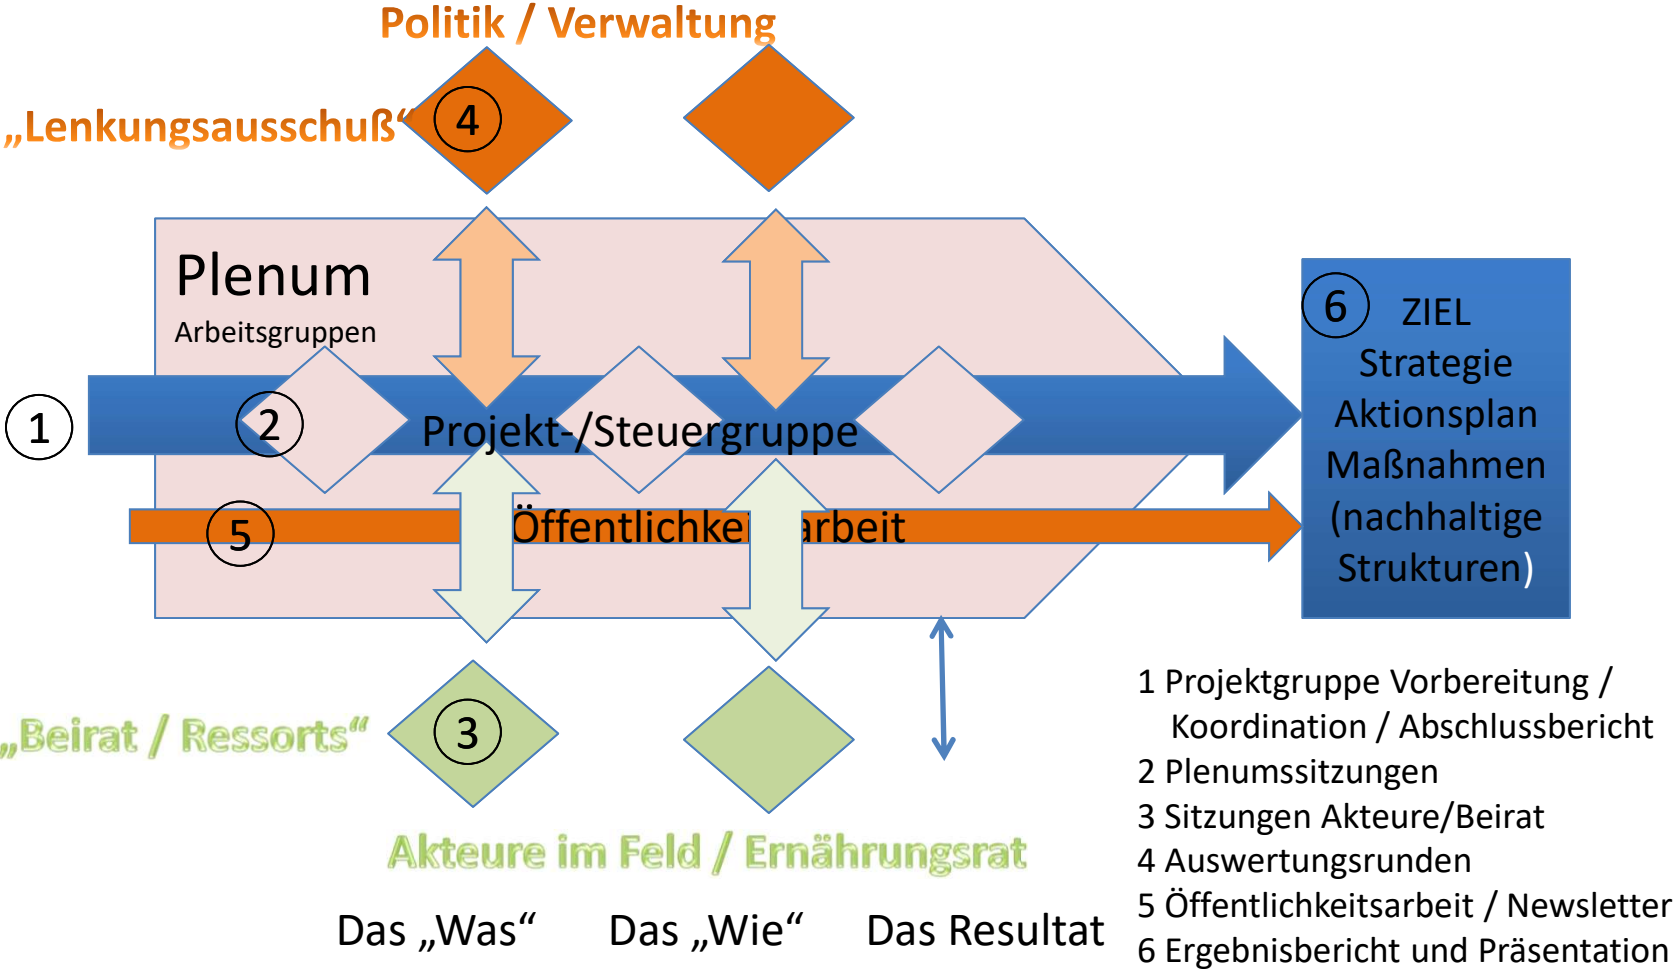 Politik / Verwaltung
4
„Lenkungsausschuß“
Plenum
Arbeitsgruppen
6
ZIEL
Strategie
Aktionsplan
Maßnahmen
(nachhaltige
Strukturen)
1
2
Projekt-/Steuergruppe
5
Öffentlichkeitsarbeit
„Beirat / Ressorts“
3
Akteure im Feld / Ernährungsrat
Das „Was“
Das „Wie“
Das Resultat
1 Projektgruppe Vorbereitung /
Koordination / Abschlussbericht
2 Plenumssitzungen
3 Sitzungen Akteure/Beirat
4 Auswertungsrunden
5 Öffentlichkeitsarbeit / Newsletter
6 Ergebnisbericht und Präsentation